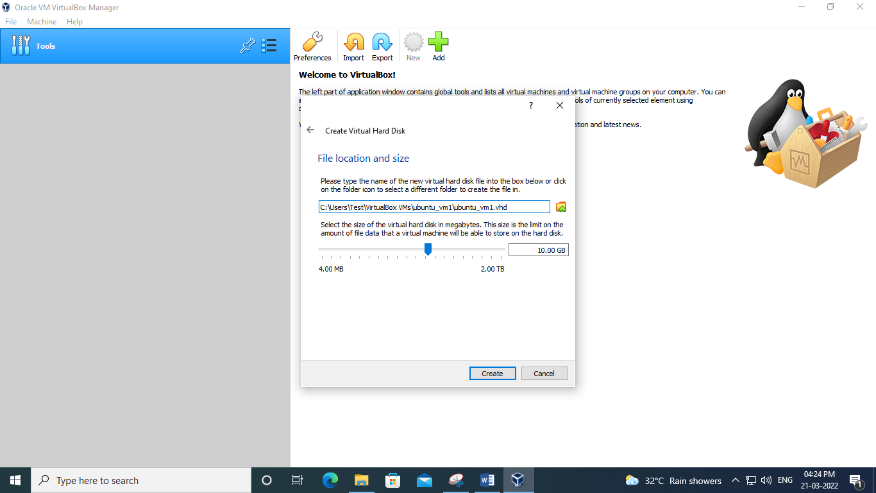 Oracle VM VirtualBox Manager
File Machine Help
Tools
Preferences Import Export New Add
Welcome to VirtualBox!
The left part of application window contains global tools and lists all virtual machines and virtual machine groups on your computer. You can
ols of currently selected element using
ation and latest news.
?
Create Virtual Hard Disk
File location and size
Please type the name of the new virtual hard disk file into the box below or click
on the folder icon to select a different folder to create the file in.
C:\Users\Test\VirtualBox VMs\ubuntu_vm1\ubuntu_vm1.vhd
Select the size of the virtual hard disk in megabytes. This size is the limit on the
amount of file data that a virtual machine will be able to store on the hard disk.
10.00 GB
4.00 MB 2.00 TB
Create Cancel
Type here to search
32°C Rain showers ENG
04:24 PM
21-03-2022
1